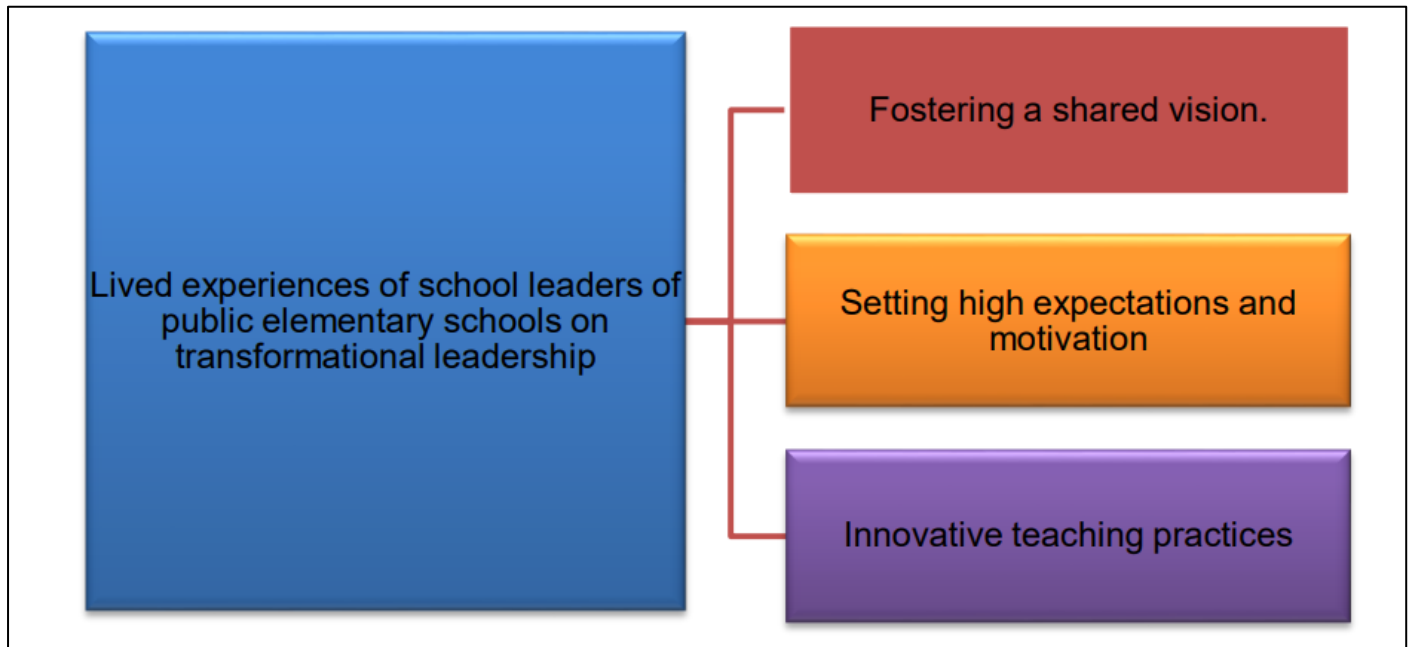 Lived experiences of school leaders of
public elementary schools on
transformational leadership
Fostering a shared vision.
Setting high expectations and
motivation
Innovative teaching practices